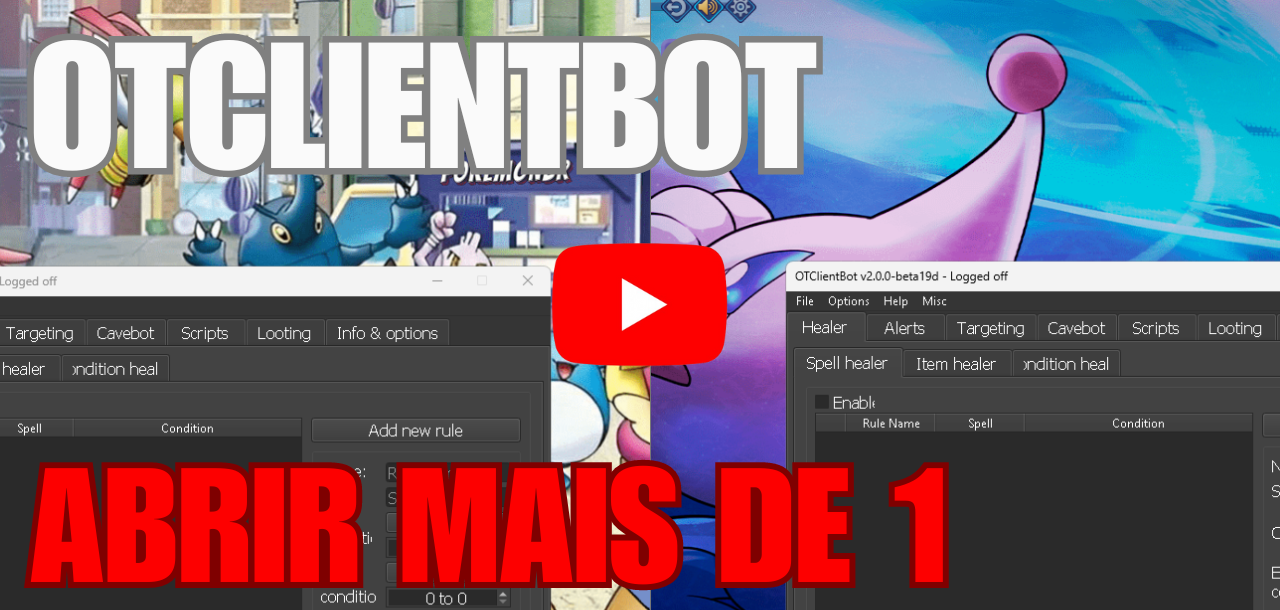 OTCLIENTBOT
Logged off
Targeting Cavebot Scripts Looting Info & options
healer ondition heal
Spell Condition
Add new rule
0 to 0
OTClientBot v2.0.0-beta19d - Logged off
File Options Help Misc
Healer Alerts Targeting Cavebot Scripts Looting
Spell healer Item healer ondition heal
Enable
Rule Name Spell Condition
ABRIR MAIS DE 1